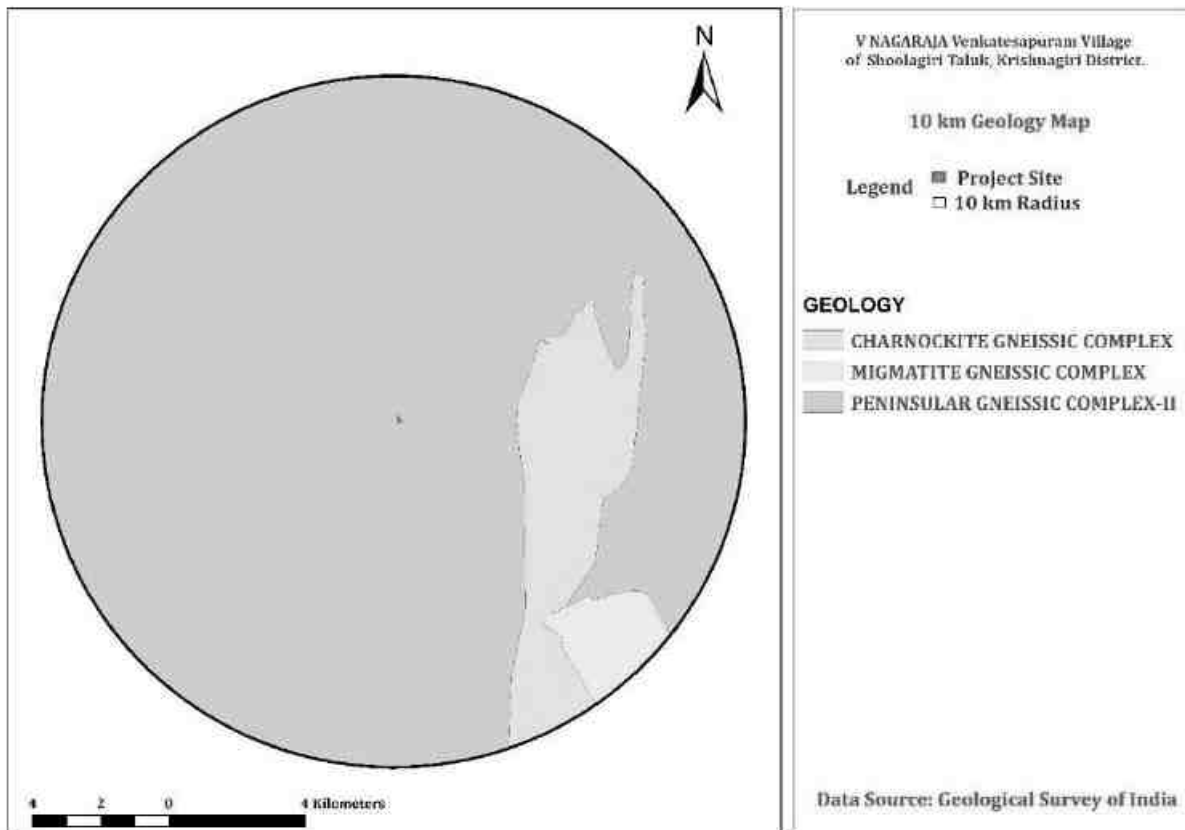 N
V NAGARAJA Venkatesapuram Village
of Shoolagiri Taluk, Krishnagiri District.
10 km Geology Map
Legend
Project Site
10 km Radius
GEOLOGY
CHARNOCKITE GNEISSIC COMPLEX
MIGMATITE GNEISSIC COMPLEX
PENINSULAR GNEISSIC COMPLEX-II
4 2 0 4 Kilometers
Data Source: Geological Survey of India